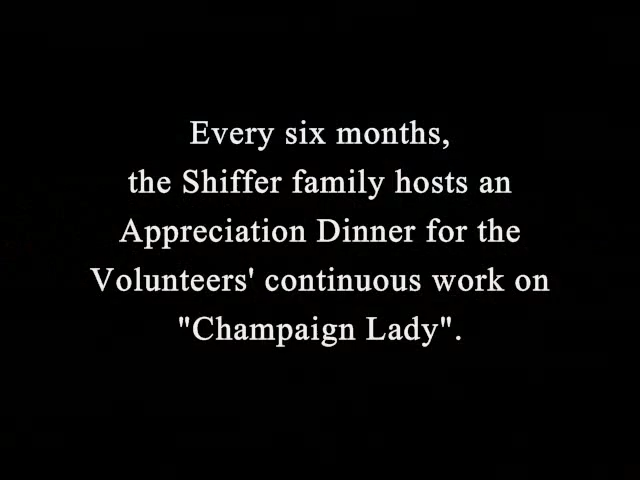 Every six months,
the Shiffer family hosts an
Appreciation Dinner for the
Volunteers' continuous work on
"Champaign Lady".